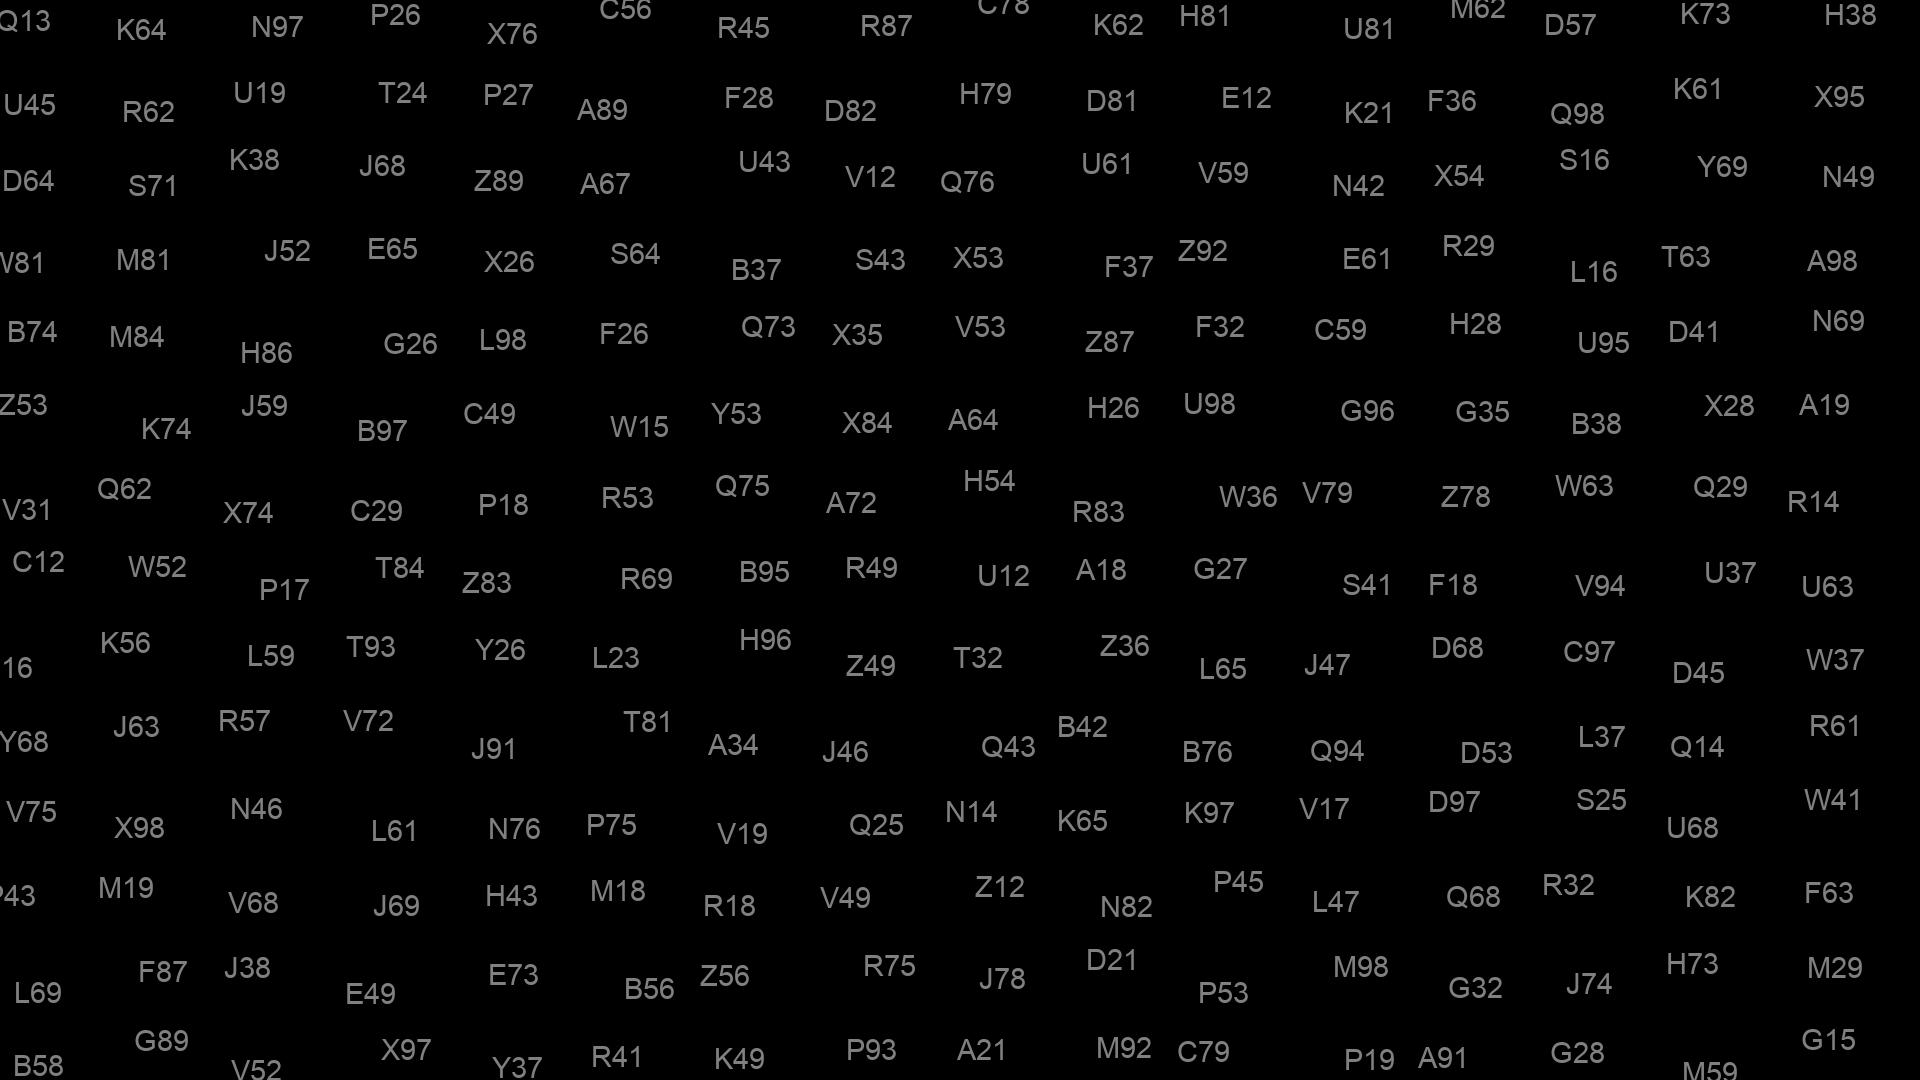 Q13 K64 N97 P26 X76 C56 R45 R87 C78 K62 H81 U81 M62 D57 K73 H38
U45 R62 U19 T24 P27 A89 F28 D82 H79 D81 E12 K21 F36 Q98 K61 X95
D64 S71 K38 J68 Z89 A67 U43 V12 Q76 U61 V59 N42 X54 S16 Y69 N49
W81 M81 J52 E65 X26 S64 B37 S43 X53 F37 Z92 E61 R29 L16 T63 A98
B74 M84 H86 G26 L98 F26 Q73 X35 V53 Z87 F32 C59 H28 U95 D41 N69
Z53 K74 J59 B97 C49 W15 Y53 X84 A64 H26 U98 G96 G35 B38 X28 A19
V31 Q62 X74 C29 P18 R53 Q75 A72 H54 R83 W36 V79 Z78 W63 Q29 R14
C12 W52 P17 T84 Z83 R69 B95 R49 U12 A18 G27 S41 F18 V94 U37 U63
16 K56 L59 T93 Y26 L23 H96 Z49 T32 Z36 L65 J47 D68 C97 D45 W37
Y68 J63 R57 V72 J91 T81 A34 J46 Q43 B42 B76 Q94 D53 L37 Q14 R61
V75 X98 N46 L61 N76 P75 V19 Q25 N14 K65 K97 V17 D97 S25 U68 W41
P43 M19 V68 J69 H43 M18 R18 V49 Z12 N82 P45 L47 Q68 R32 K82 F63
L69 F87 J38 E49 E73 B56 Z56 R75 J78 D21 P53 M98 G32 J74 H73 M29
B58 G89 V52 X97 Y37 R41 K49 P93 A21 M92 C79 P19 A91 G28 M59 G15